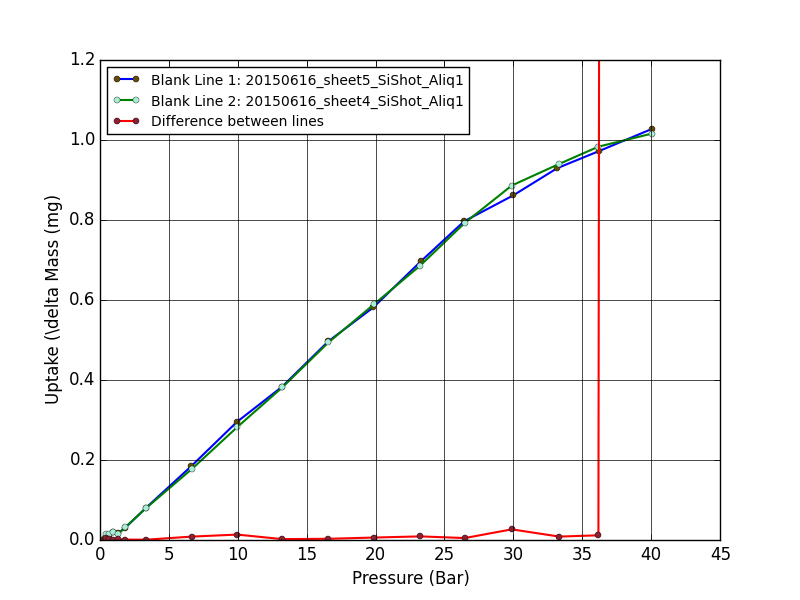 Blank Line 1: 20150616_sheet5_SiShot_Aliq1
Blank Line 2: 20150616_sheet4_SiShot_Aliq1
Difference between lines
1.2
1.0
0.8
0.6
0.4
0.2
0.0
Uptake (\delta Mass (mg)
0 5 10 15 20 25 30 35 40 45
Pressure (Bar)